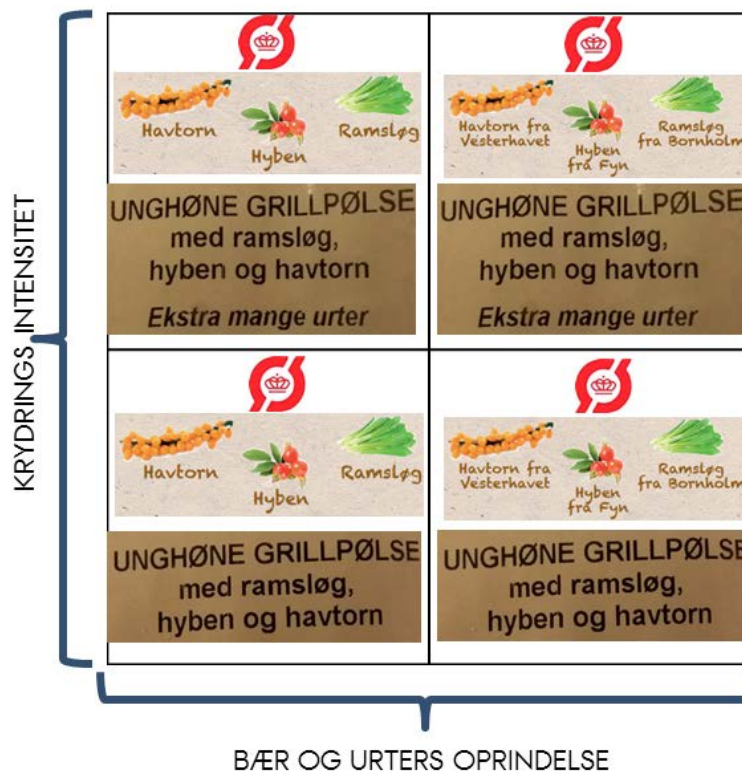 KRYDRINGS INTENSITET
Havtorn
Hyben
Ramsløg
UNGHØNE GRILLPØLSE
med ramsløg,
hyben og havtorn
Ekstra mange urter
Havtorn fra
Vesterhavet
Hyben
fra Fyn
Ramsløg
fra Bornholm
UNGHØNE GRILLPØLSE
med ramsløg,
hyben og havtorn
Ekstra mange urter
Havtorn
Hyben
Ramsløg
UNGHØNE GRILLPØLSE
med ramsløg,
hyben og havtorn
Havtorn fra
Vesterhavet
Hyben
fra Fyn
Ramsløg
fra Bornholm
UNGHØNE GRILLPØLSE
med ramsløg,
hyben og havtorn
BÆR OG URTERS OPRINDELSE